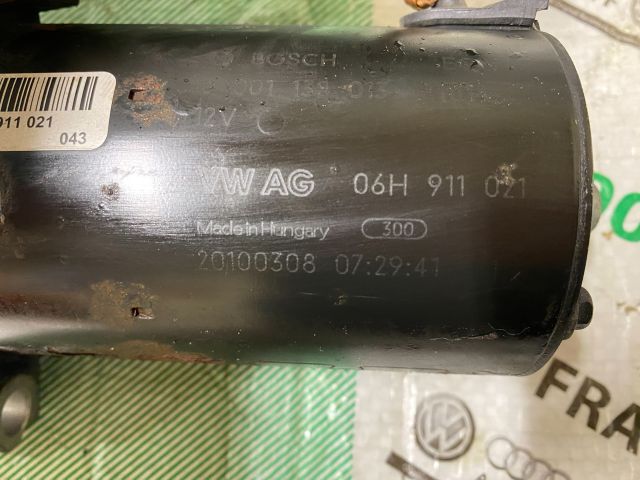 BOSCH
12V
911 021
043
VW AG 06H 911 021
Made in Hungary 300
20100308 07:29:41
FRA